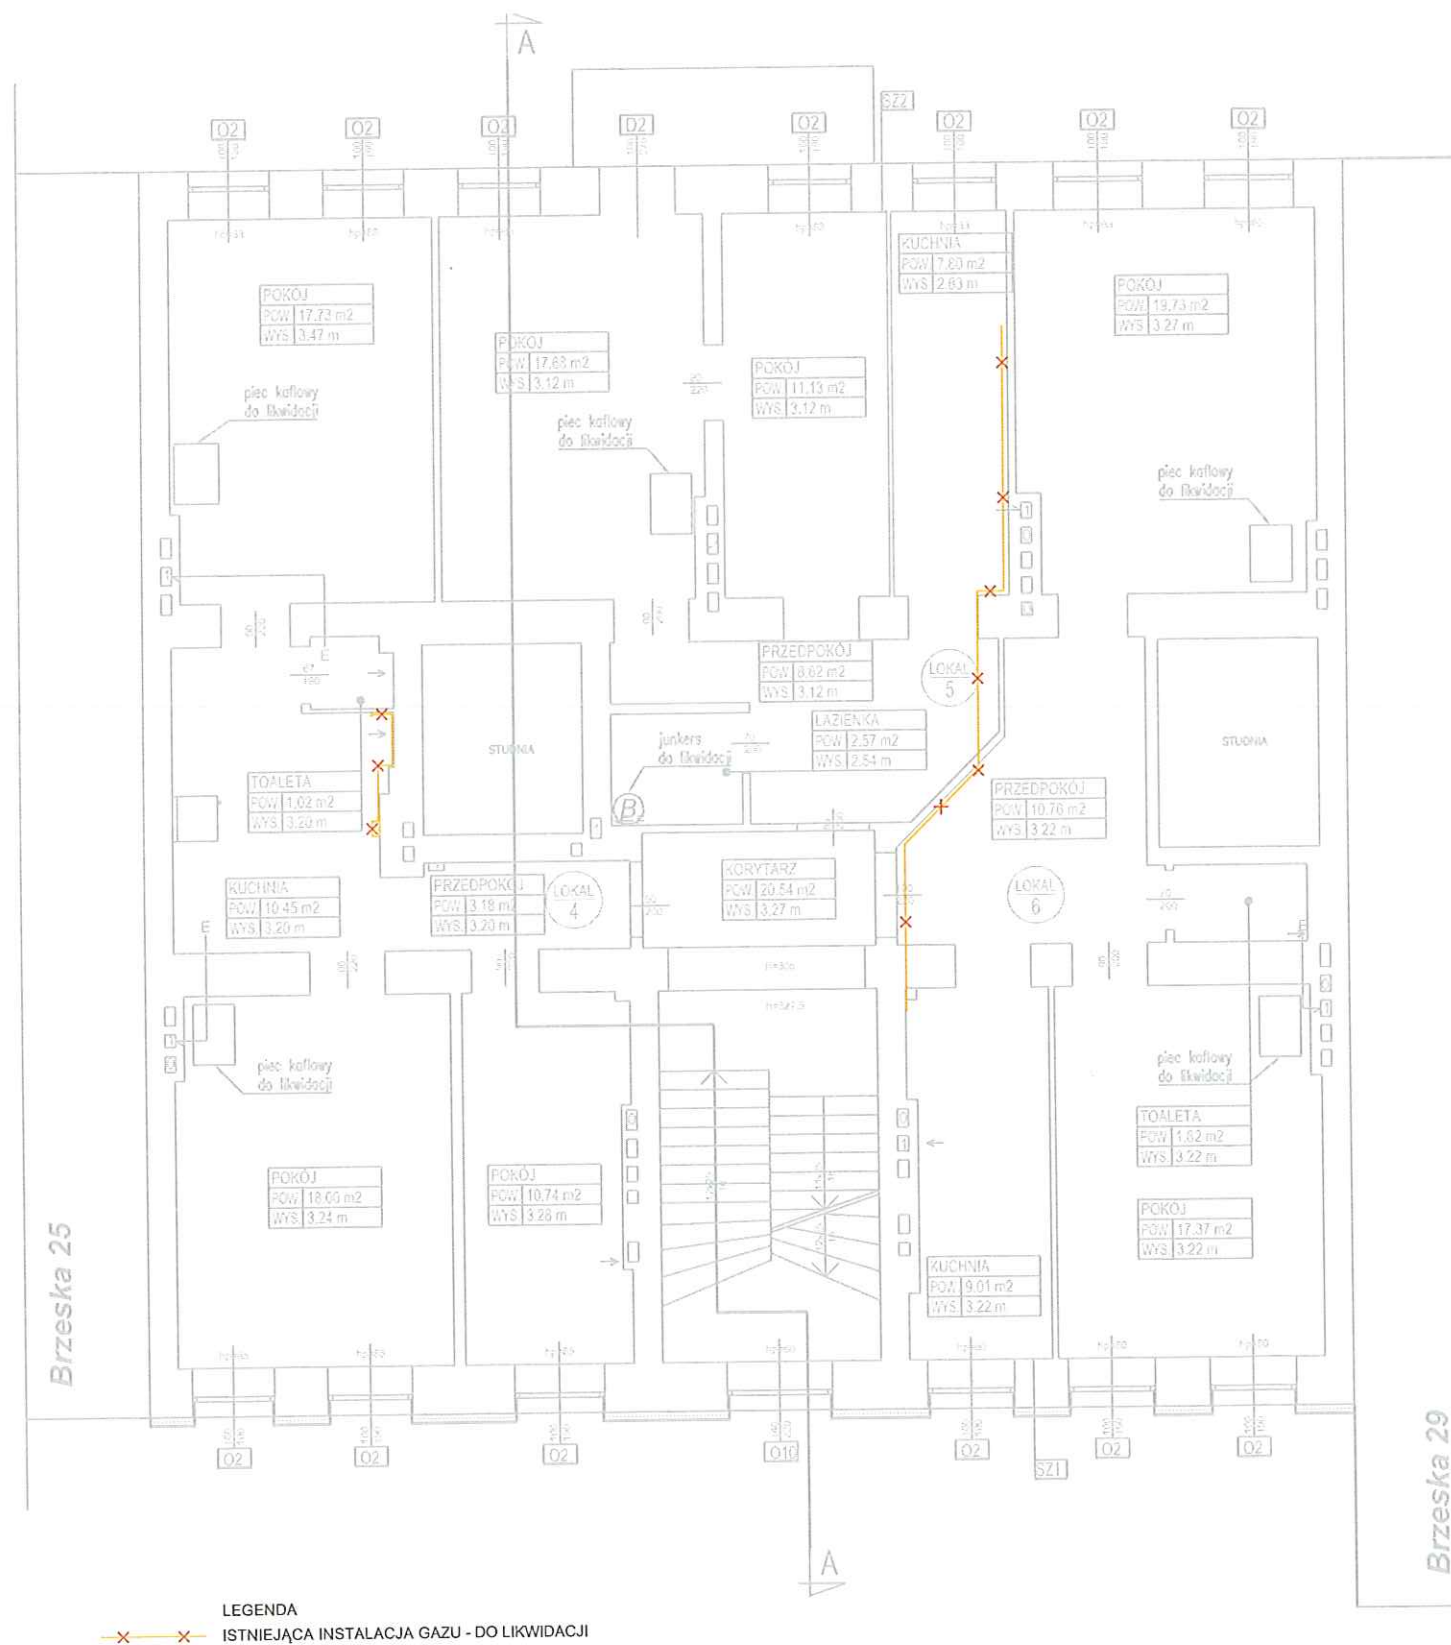 A
SZ2
O2
O2
O2
D2
O2
O2
O2
O2
KUCHNIA
POW. 7.80 m2
WYS. 2.63 m
POKÓJ
POW. 17.73 m2
WYS. 3.47 m
POKÓJ
POW. 19.73 m2
WYS. 3.27 m
POKÓJ
POW. 17.68 m2
WYS. 3.12 m
POKÓJ
POW. 11.13 m2
WYS. 3.12 m
piec kaflowy
do likwidacji
piec kaflowy
do likwidacji
piec kaflowy
do likwidacji
E
PRZEDPOKÓJ
POW. 8.62 m2
WYS. 3.12 m
LOKAL
5
ŁAZIENKA
POW. 2.57 m2
WYS. 2.54 m
junkers
do likwidacji
STUDNIA
STUDNIA
TOALETA
POW. 1.02 m2
WYS. 3.20 m
B
PRZEDPOKÓJ
POW. 10.76 m2
WYS. 3.22 m
KUCHNIA
POW. 10.45 m2
WYS. 3.20 m
PRZEDPOKÓJ
POW. 3.18 m2
WYS. 3.20 m
LOKAL
4
KORYTARZ
POW. 20.54 m2
WYS. 3.27 m
LOKAL
6
E
E
piec kaflowy
do likwidacji
piec kaflowy
do likwidacji
TOALETA
POW. 1.82 m2
WYS. 3.22 m
POKÓJ
POW. 18.00 m2
WYS. 3.24 m
POKÓJ
POW. 10.74 m2
WYS. 3.28 m
POKÓJ
POW. 17.37 m2
WYS. 3.22 m
KUCHNIA
POW. 9.01 m2
WYS. 3.22 m
Brzeska 25
Brzeska 29
O2
O2
O2
O10
O2
O2
O2
SZ1
A
LEGENDA
ISTNIEJĄCA INSTALACJA GAZU - DO LIKWIDACJI